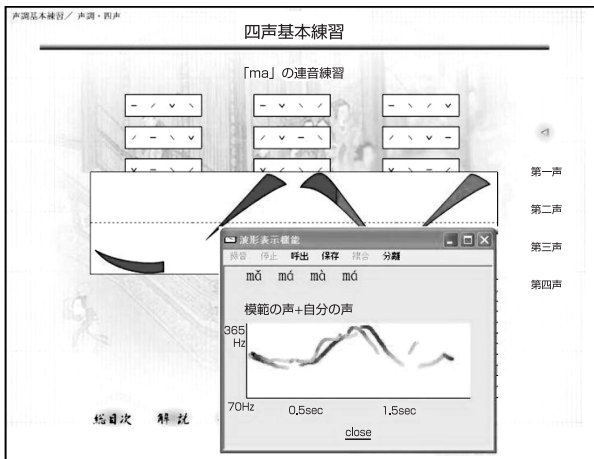 声調基本練習／ 声調・四声
四声基本練習
「ma」の連音練習
－ ／ ∨ ＼
－ ∨ ＼ ／
－ ＼ ／ ∨
／ － ∨ ＼
∨ － ＼ ／
／ ＼ ∨ －
第一声
第二声
第三声
第四声
波形表示機能
録音 停止 呼出 保存 複合 分離
mǎ má mà má
模範の声+自分の声
365
Hz
70Hz
0.5sec
1.5sec
close
総目次
解説